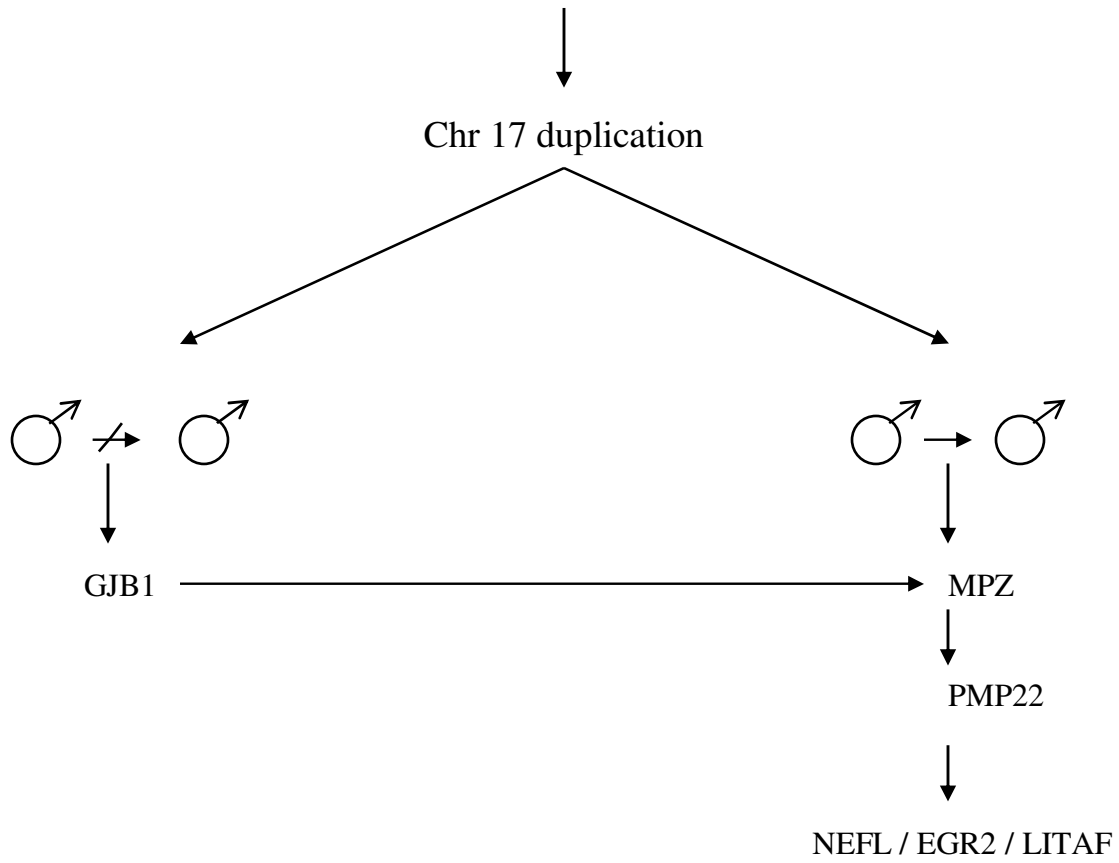 Chr 17 duplication
GJB1
MPZ
PMP22
NEFL / EGR2 / LITAF